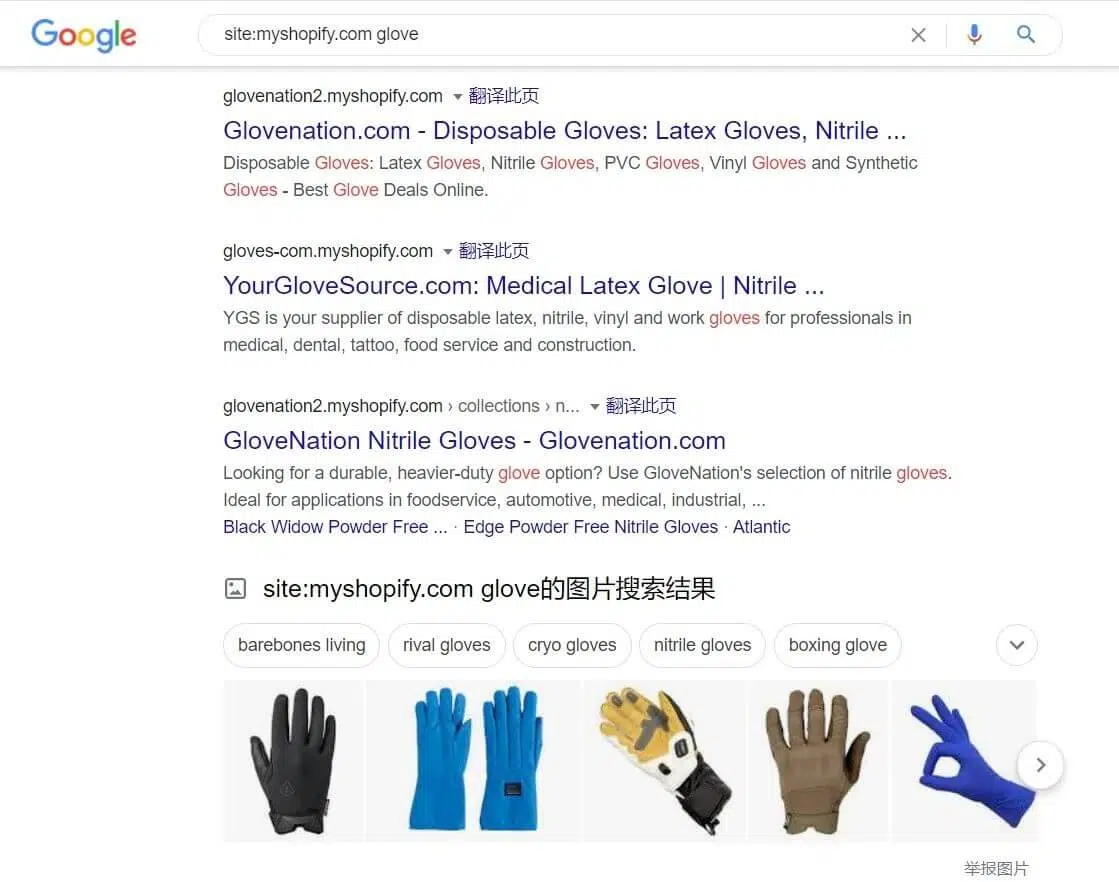 Google
site:myshopify.com glove
glovenation2.myshopify.com 翻译此页
Glovenation.com - Disposable Gloves: Latex Gloves, Nitrile ...
Disposable Gloves: Latex Gloves, Nitrile Gloves, PVC Gloves, Vinyl Gloves and Synthetic
Gloves - Best Glove Deals Online.
gloves-com.myshopify.com 翻译此页
YourGloveSource.com: Medical Latex Glove | Nitrile ...
YGS is your supplier of disposable latex, nitrile, vinyl and work gloves for professionals in
medical, dental, tattoo, food service and construction.
glovenation2.myshopify.com › collections › n... 翻译此页
GloveNation Nitrile Gloves - Glovenation.com
Looking for a durable, heavier-duty glove option? Use GloveNation's selection of nitrile gloves.
Ideal for applications in foodservice, automotive, medical, industrial, ...
Black Widow Powder Free ... · Edge Powder Free Nitrile Gloves · Atlantic
site:myshopify.com glove的图片搜索结果
barebones living rival gloves cryo gloves nitrile gloves boxing glove
举报图片